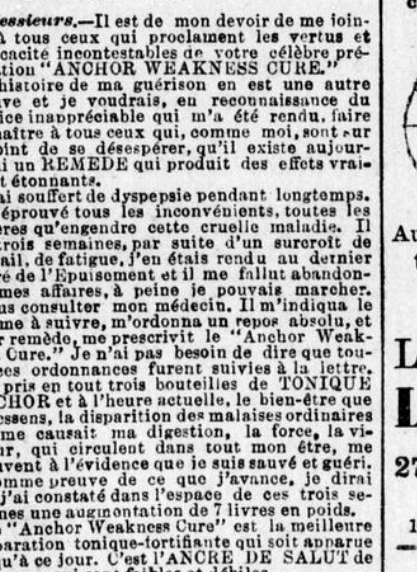 essieurs.—Il est de mon devoir de me join-
à tous ceux qui proclament les vertus et
cacité incontestables de votre célèbre pré-
ation "ANCHOR WEAKNESS CURE."
histoire de ma guérison en est une autre
uve et je voudrais, en reconnaissance du
ice inappréciable qui m'a été rendu, faire
naître à tous ceux qui, comme moi, sont sur
oint de se désespérer, qu'il existe aujour-
i un REMEDE qui produit des effets vrai-
t étonnants.
ai souffert de dyspepsie pendant longtemps.
éprouvé tous les inconvénients, toutes les
ères qu'engendre cette cruelle maladie. Il
trois semaines, par suite d'un surcroît de
ail, de fatigue, j'en étais rendu au dernier
ré de l'Epuisement et il me fallut abandon-
mes affaires, à peine je pouvais marcher.
us consulter mon médecin. Il m'indiqua le
me à suivre, m'ordonna un repos absolu, et
r remède, me prescrivit le "Anchor Weak-
Cure." Je n'ai pas besoin de dire que tou-
ces ordonnances furent suivies à la lettre.
pris en tout trois bouteilles de TONIQUE
CHOR et à l'heure actuelle, le bien-être que
essens, la disparition des malaises ordinaires
me causait ma digestion, la force, la vi-
ur, qui circulent dans tout mon être, me
uvent à l'évidence que je suis sauvé et guéri.
omme preuve de ce que j'avance, je dirai
j'ai constaté dans l'espace de ces trois se-
nes une augmentation de 7 livres en poids.
"Anchor Weakness Cure" est la meilleure
paration tonique-fortifiante qui soit apparue
qu'à ce jour. C'est l'ANCRE DE SALUT de
qui sont faibles et débiles
Au
L
L
27
1